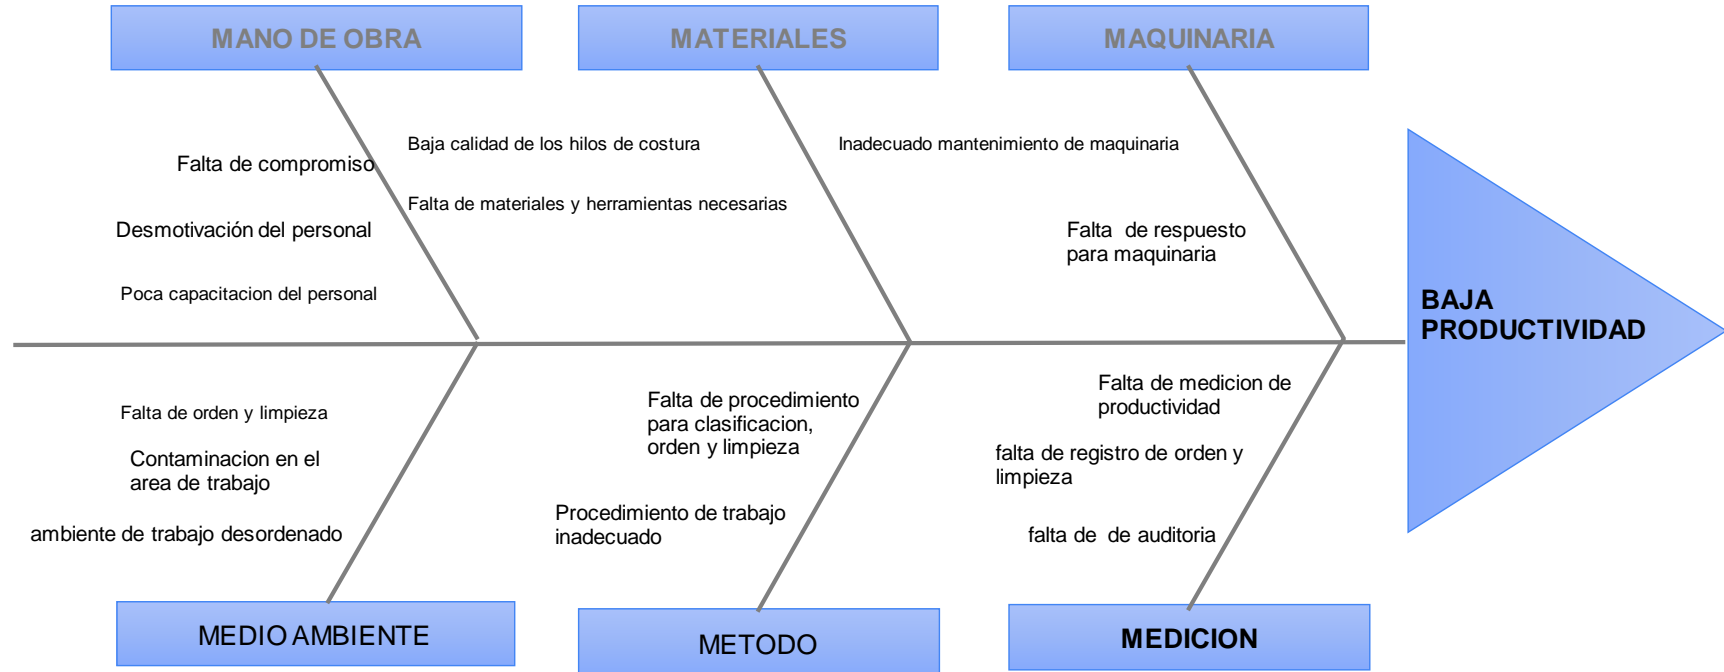 MANO DE OBRA
MATERIALES
MAQUINARIA
Falta de compromiso
Desmotivación del personal
Poca capacitacion del personal
Baja calidad de los hilos de costura
Falta de materiales y herramientas necesarias
Inadecuado mantenimiento de maquinaria
Falta de respuesto
para maquinaria
BAJA
PRODUCTIVIDAD
Falta de orden y limpieza
Contaminacion en el
area de trabajo
ambiente de trabajo desordenado
Falta de procedimiento
para clasificacion,
orden y limpieza
Procedimiento de trabajo
inadecuado
Falta de medicion de
productividad
falta de registro de orden y
limpieza
falta de de auditoria
MEDIO AMBIENTE
METODO
MEDICION